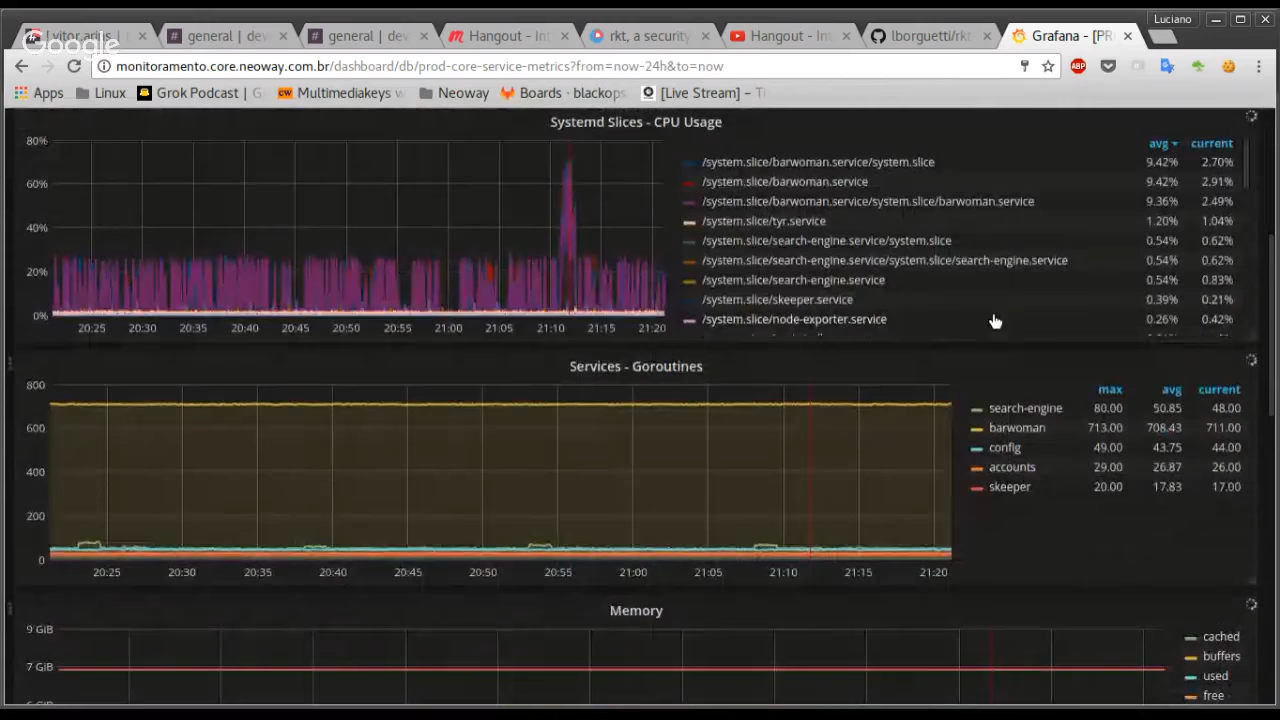 Luciano
Google
[ vitor.arins
general | dev
general | dev
Hangout - Int
rkt, a security
Hangout - Int
lborguetti/rkt
Grafana - [PR
monitoramento.core.neoway.com.br/dashboard/db/prod-core-service-metrics?from=now-24h&to=now
ABP
Apps
Linux
Grok Podcast | G
Multimediakeys
Neoway
Boards · blackops
[Live Stream] – T
Systemd Slices - CPU Usage
80%
60%
40%
20%
0%
20:25 20:30 20:35 20:40 20:45 20:50 20:55 21:00 21:05 21:10 21:15 21:20
avg current
/system.slice/barwoman.service/system.slice 9.42% 2.70%
/system.slice/barwoman.service 9.42% 2.91%
/system.slice/barwoman.service/system.slice/barwoman.service 9.36% 2.49%
/system.slice/tyr.service 1.20% 1.04%
/system.slice/search-engine.service/system.slice 0.54% 0.62%
/system.slice/search-engine.service/system.slice/search-engine.service 0.54% 0.62%
/system.slice/search-engine.service 0.54% 0.83%
/system.slice/skeeper.service 0.39% 0.21%
/system.slice/node-exporter.service 0.26% 0.42%
Services - Goroutines
800
600
400
200
0
20:25 20:30 20:35 20:40 20:45 20:50 20:55 21:00 21:05 21:10 21:15 21:20
max avg current
search-engine 80.00 50.85 48.00
barwoman 713.00 708.43 711.00
config 49.00 43.75 44.00
accounts 29.00 26.87 26.00
skeeper 20.00 17.83 17.00
Memory
9 GiB
7 GiB
cached
buffers
used
free